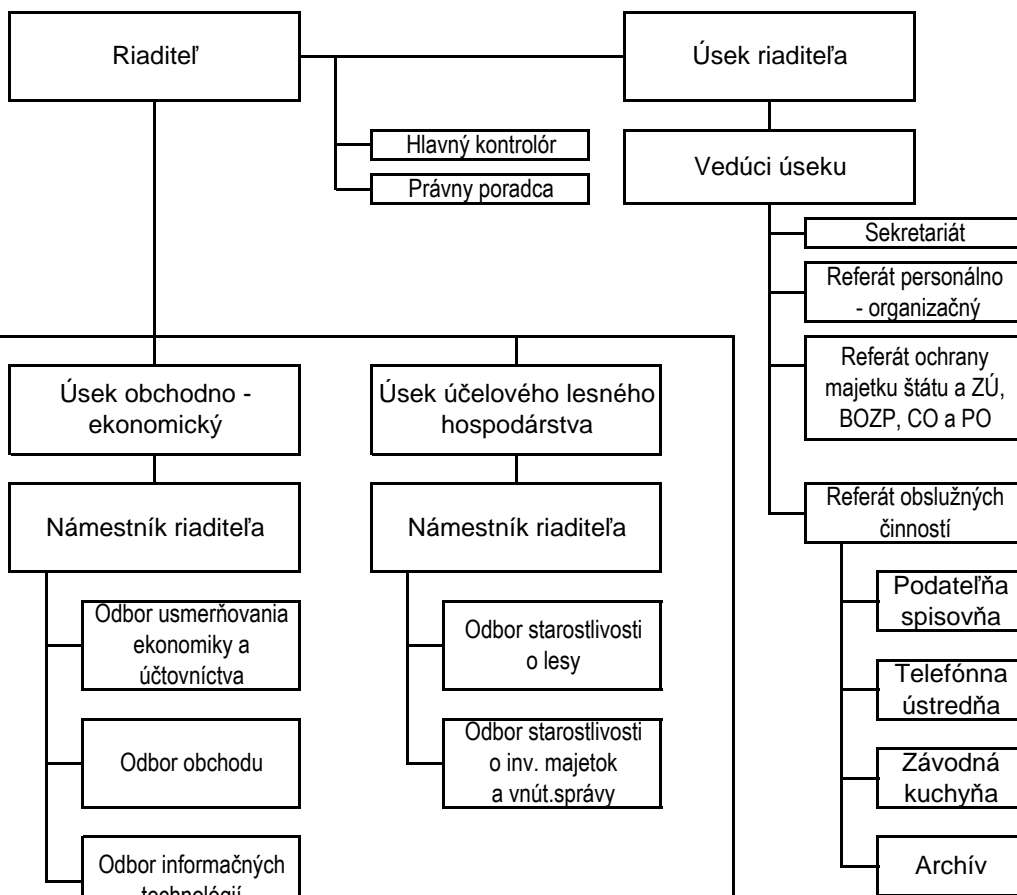 Riaditeľ
Úsek riaditeľa
Hlavný kontrolór
Právny poradca
Vedúci úseku
Sekretariát
Referát personálno
- organizačný
Referát ochrany
majetku štátu a ZÚ,
BOZP, CO a PO
Referát obslužných
činností
Podateľňa
spisovňa
Telefónna
ústredňa
Závodná
kuchyňa
Archív
Úsek obchodno -
ekonomický
Námestník riaditeľa
Odbor usmerňovania
ekonomiky a
účtovníctva
Odbor obchodu
Odbor informačných
technológií
Úsek účelového lesného
hospodárstva
Námestník riaditeľa
Odbor starostlivosti
o lesy
Odbor starostlivosti
o inv. majetok
a vnút.správy